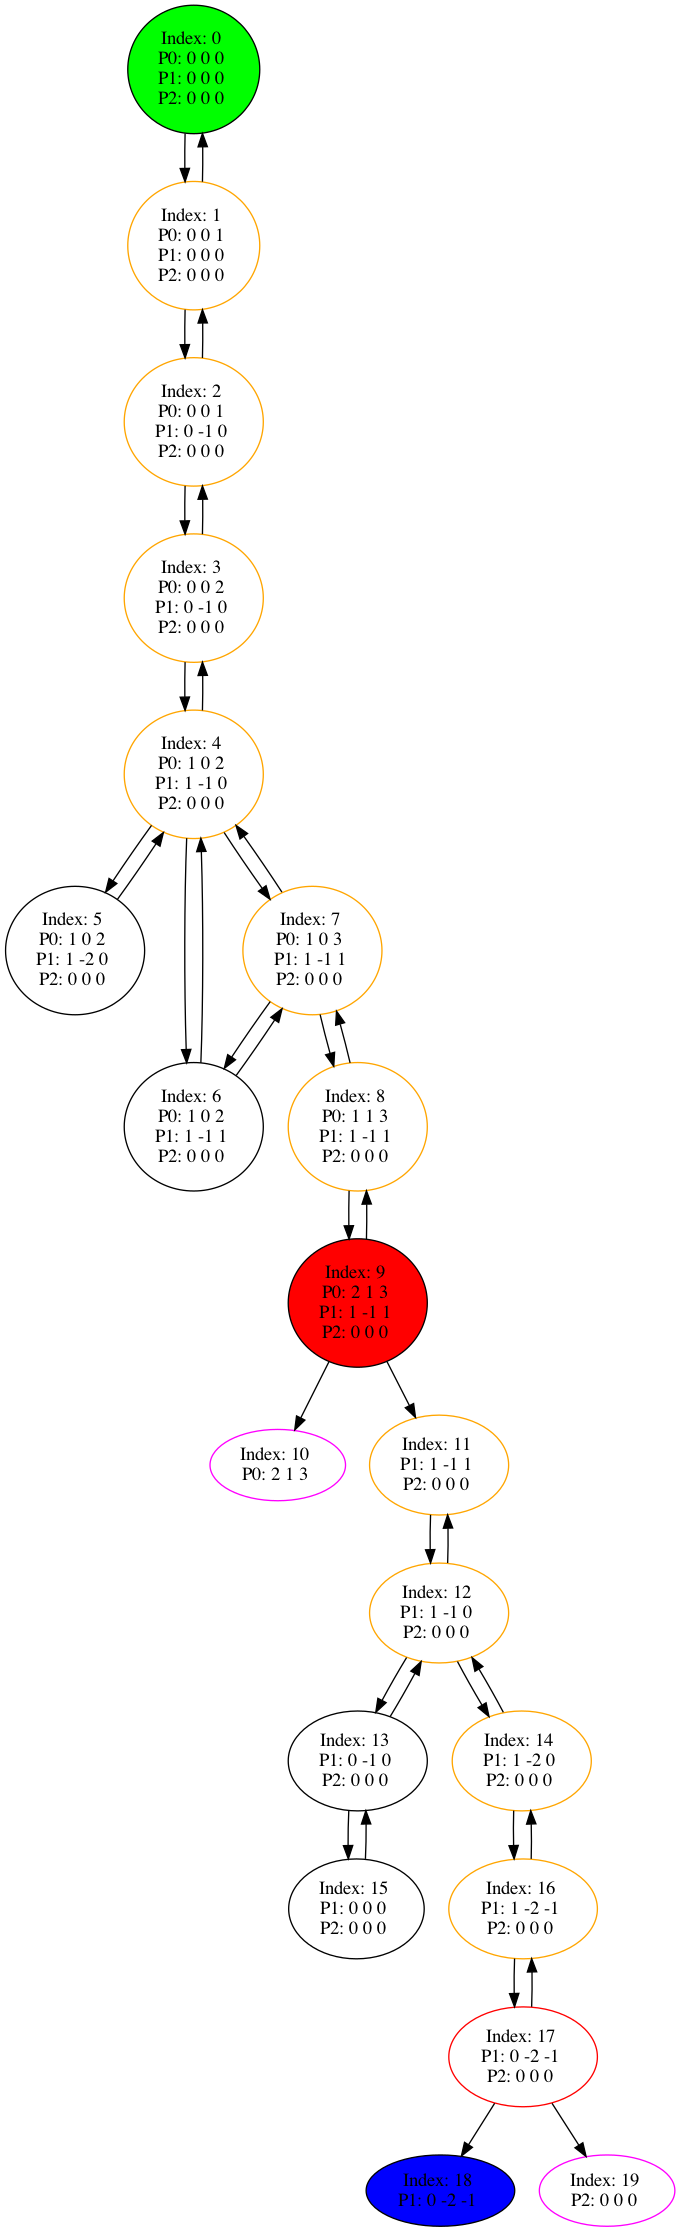 Index: 0
P0: 0 0 0
P1: 0 0 0
P2: 0 0 0
Index: 1
P0: 0 0 1
P1: 0 0 0
P2: 0 0 0
Index: 2
P0: 0 0 1
P1: 0 -1 0
P2: 0 0 0
Index: 3
P0: 0 0 2
P1: 0 -1 0
P2: 0 0 0
Index: 4
P0: 1 0 2
P1: 1 -1 0
P2: 0 0 0
Index: 5
P0: 1 0 2
P1: 1 -2 0
P2: 0 0 0
Index: 7
P0: 1 0 3
P1: 1 -1 1
P2: 0 0 0
Index: 6
P0: 1 0 2
P1: 1 -1 1
P2: 0 0 0
Index: 8
P0: 1 1 3
P1: 1 -1 1
P2: 0 0 0
Index: 9
P0: 2 1 3
P1: 1 -1 1
P2: 0 0 0
Index: 10
P0: 2 1 3
Index: 11
P1: 1 -1 1
P2: 0 0 0
Index: 12
P1: 1 -1 0
P2: 0 0 0
Index: 13
P1: 0 -1 0
P2: 0 0 0
Index: 14
P1: 1 -2 0
P2: 0 0 0
Index: 15
P1: 0 0 0
P2: 0 0 0
Index: 16
P1: 1 -2 -1
P2: 0 0 0
Index: 17
P1: 0 -2 -1
P2: 0 0 0
Index: 18
P1: 0 -2 -1
Index: 19
P2: 0 0 0